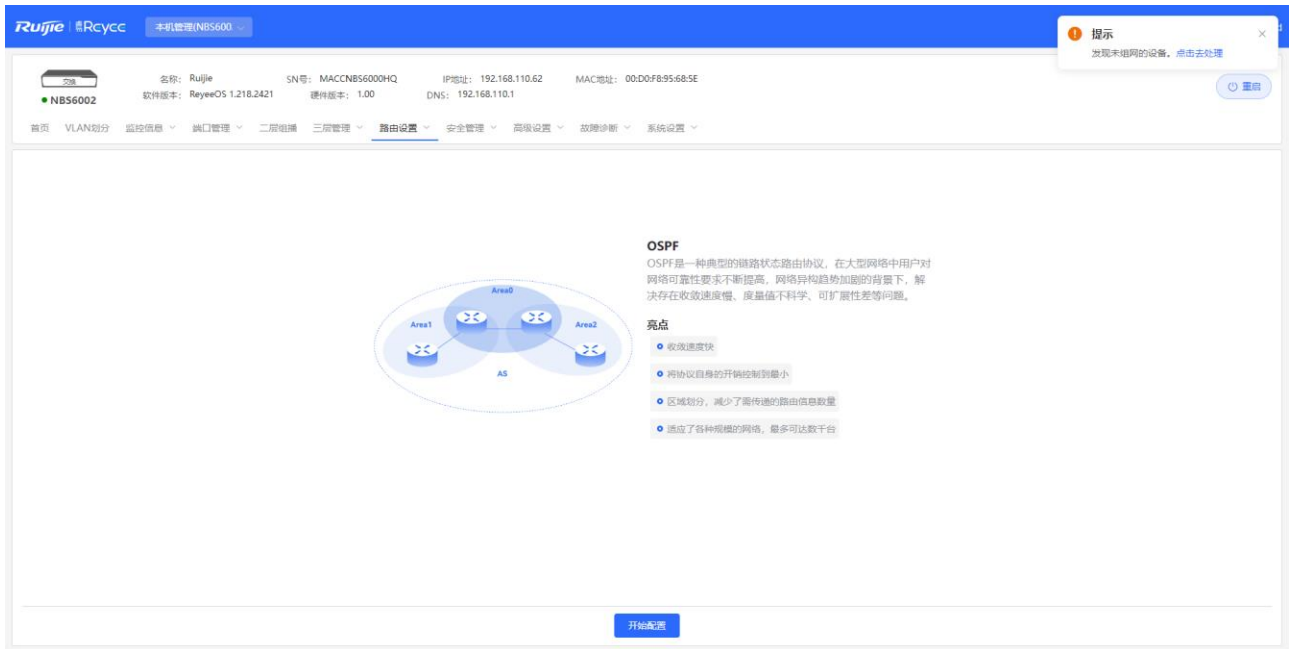 Ruijie | Rcycc
本机管理(NBS600.
提示
发现未组网的设备。点击去处理
交换
NBS6002
名称： Ruijie SN号： MACCNBS6000HQ IP地址： 192.168.110.62 MAC地址： 00:D0:F8:95:68:5E
软件版本： ReyeeOS 1.218.2421 硬件版本： 1.00 DNS： 192.168.110.1
重启
首页 VLAN划分 监控信息 端口管理 二层组播 三层管理 路由设置 安全管理 高级设置 故障诊断 系统设置
OSPF
OSPF是一种典型的链路状态路由协议，在大型网络中用户对
网络可靠性要求不断提高，网络异构趋势加剧的背景下，解
决存在收敛速度慢、度量值不科学、可扩展性差等问题。
Area0
Area1
Area2
AS
亮点
收敛速度快
将协议自身的开销控制到最小
区域划分，减少了需传递的路由信息数量
适应了各种规模的网络，最多可达数千台
开始配置